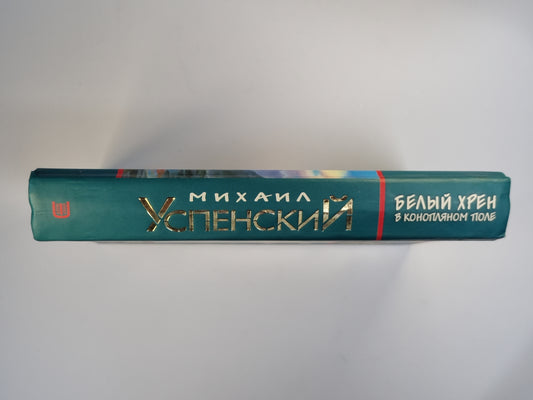 МИХАИЛ
УСПЕНСКИЙ
БЕЛЫЙ ХРЕН
В КОНОПЛЯНОМ ПОЛЕ